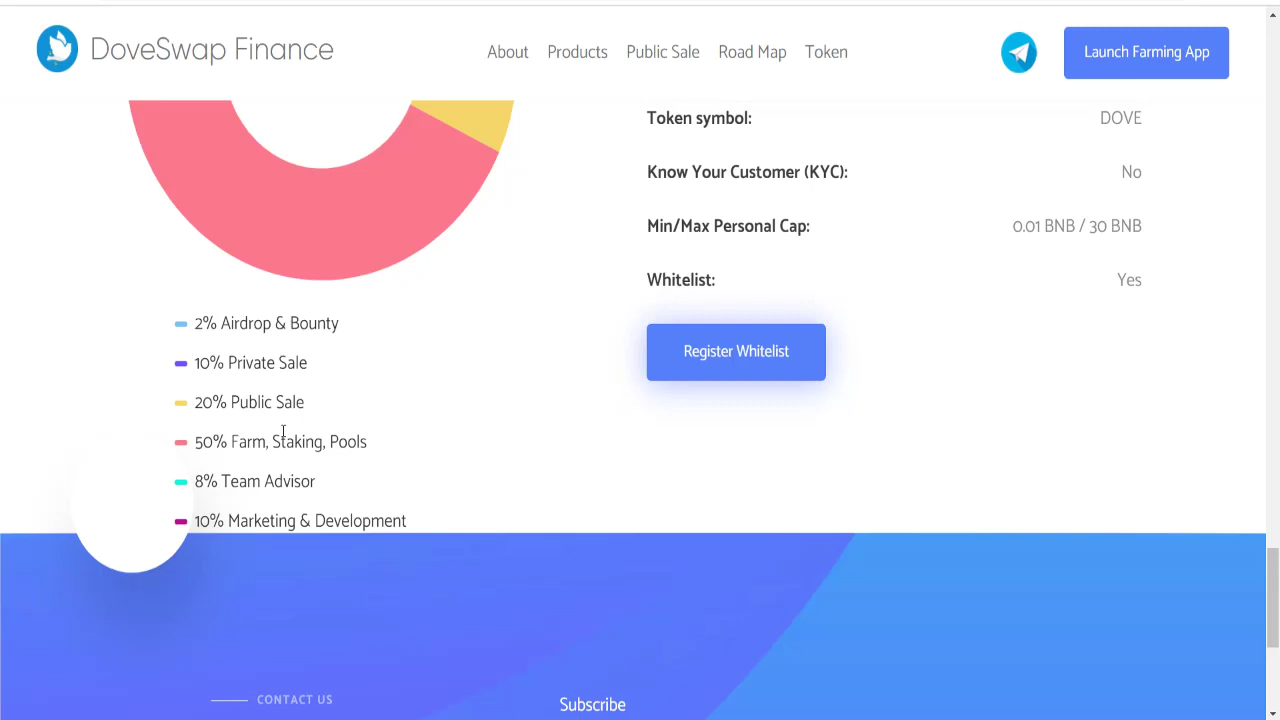 DoveSwap Finance
About Products Public Sale Road Map Token
Launch Farming App
Token symbol: DOVE
Know Your Customer (KYC): No
Min/Max Personal Cap: 0.01 BNB / 30 BNB
Whitelist: Yes
Register Whitelist
2% Airdrop & Bounty
10% Private Sale
20% Public Sale
50% Farm, Staking, Pools
8% Team Advisor
10% Marketing & Development
CONTACT US
Subscribe